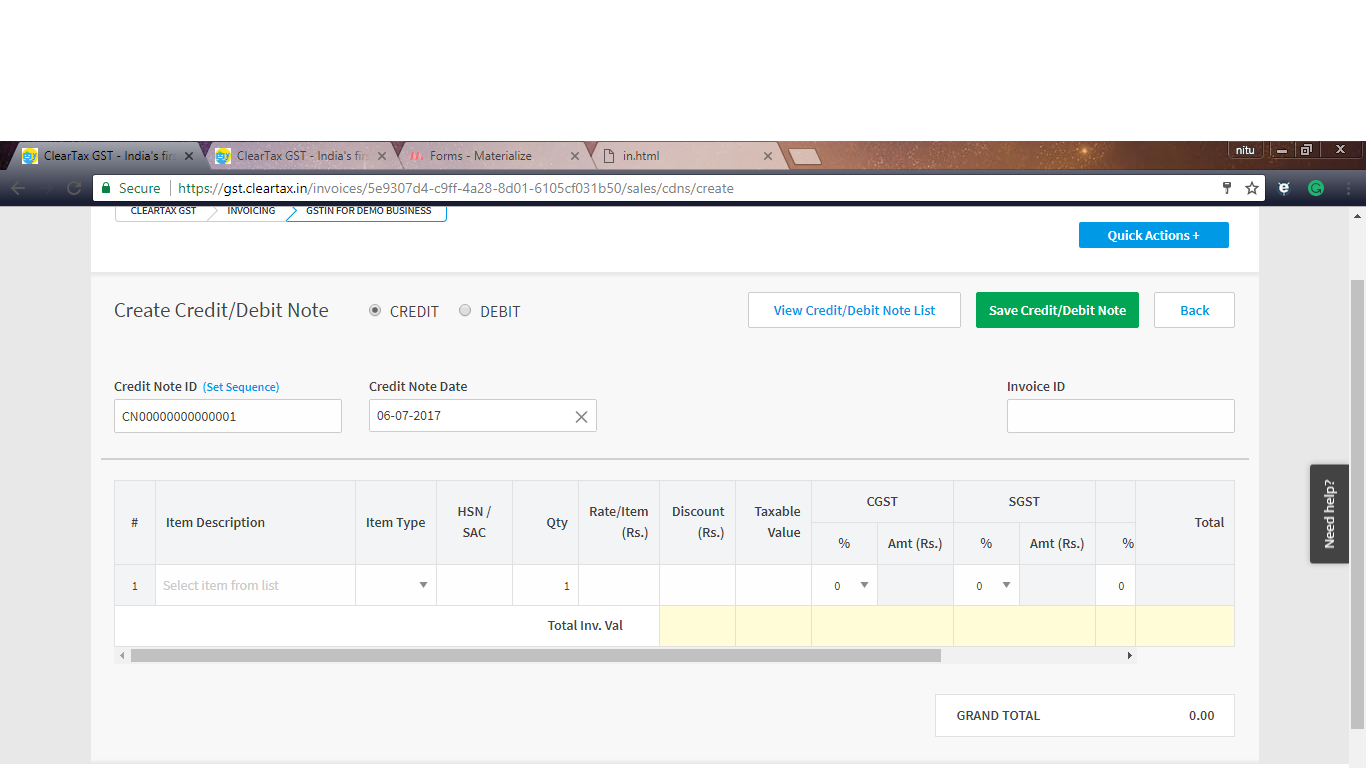 ClearTax GST - India's fir
ClearTax GST - India's fir
Forms - Materialize
in.html
nitu
Secure
https://gst.cleartax.in/invoices/5e9307d4-c9ff-4a28-8d01-6105cf031b50/sales/cdns/create
CLEARTAX GST
INVOICING
GSTIN FOR DEMO BUSINESS
Quick Actions +
Create Credit/Debit Note
CREDIT
DEBIT
View Credit/Debit Note List
Save Credit/Debit Note
Back
Credit Note ID (Set Sequence)
Credit Note Date
Invoice ID
CN00000000000001
06-07-2017
Need help?
#
Item Description
Item Type
HSN /
SAC
Qty
Rate/Item
(Rs.)
Discount
(Rs.)
Taxable
Value
CGST
SGST
Total
%
Amt (Rs.)
%
Amt (Rs.)
%
1
Select item from list
1
0
0
0
Total Inv. Val
GRAND TOTAL
0.00